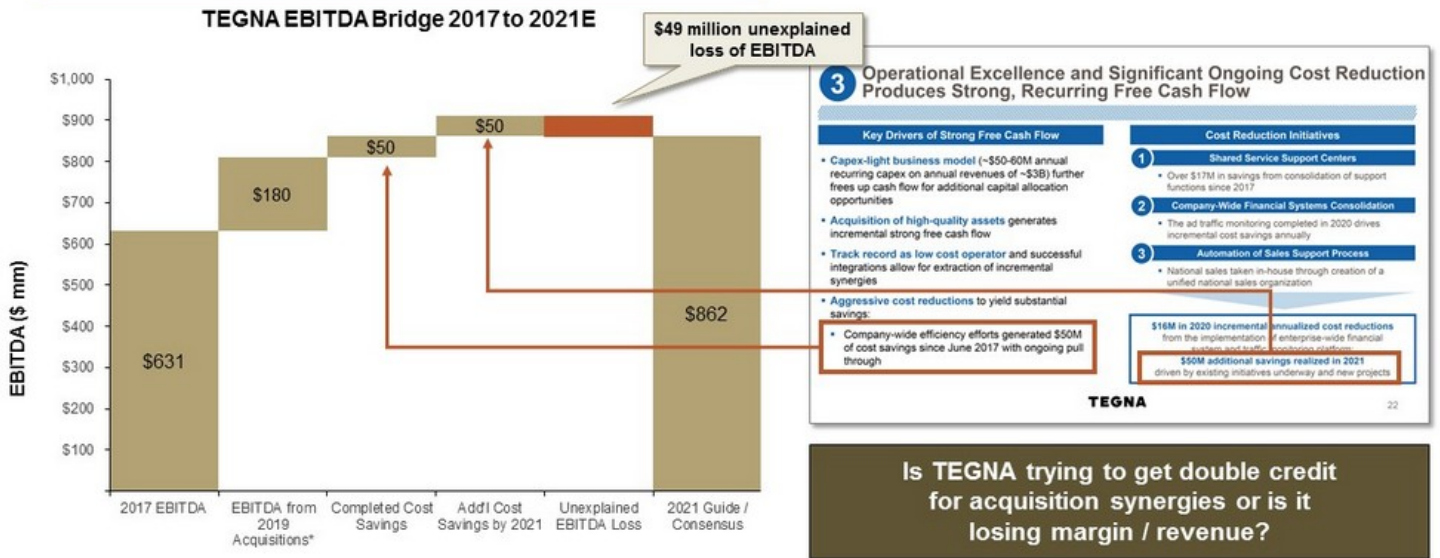 TEGNA EBITDA Bridge 2017 to 2021E
$49 million unexplained
loss of EBITDA
EBITDA ($ mm)
$1,000
$900
$800
$700
$600
$500
$400
$300
$200
$100
$631
$180
$50
$50
$862
2017 EBITDA
EBITDA from
2019
Acquisitions*
Completed Cost
Savings
Add'l Cost
Savings by 2021
Unexplained
EBITDA Loss
2021 Guide /
Consensus
3
Operational Excellence and Significant Ongoing Cost Reduction
Produces Strong, Recurring Free Cash Flow
Key Drivers of Strong Free Cash Flow
• Capex-light business model (~$50-60M annual
recurring capex on annual revenues of ~$3B) further
frees up cash flow for additional capital allocation
opportunities
• Acquisition of high-quality assets generates
incremental strong free cash flow
• Track record as low cost operator and successful
integrations allow for extraction of incremental
synergies
• Aggressive cost reductions to yield substantial
savings:
• Company-wide efficiency efforts generated $50M
of cost savings since June 2017 with ongoing pull
through
Cost Reduction Initiatives
1
Shared Service Support Centers
• Over $17M in savings from consolidation of support
functions since 2017
2
Company-Wide Financial Systems Consolidation
• The ad traffic monitoring completed in 2020 drives
incremental cost savings annually
3
Automation of Sales Support Process
• National sales taken in-house through creation of a
unified national sales organization
$16M in 2020 incremental annualized cost reductions
from the implementation of enterprise-wide financial
system and traffic monitoring platform;
$50M additional savings realized in 2021
driven by existing initiatives underway and new projects
TEGNA
22
Is TEGNA trying to get double credit
for acquisition synergies or is it
losing margin / revenue?